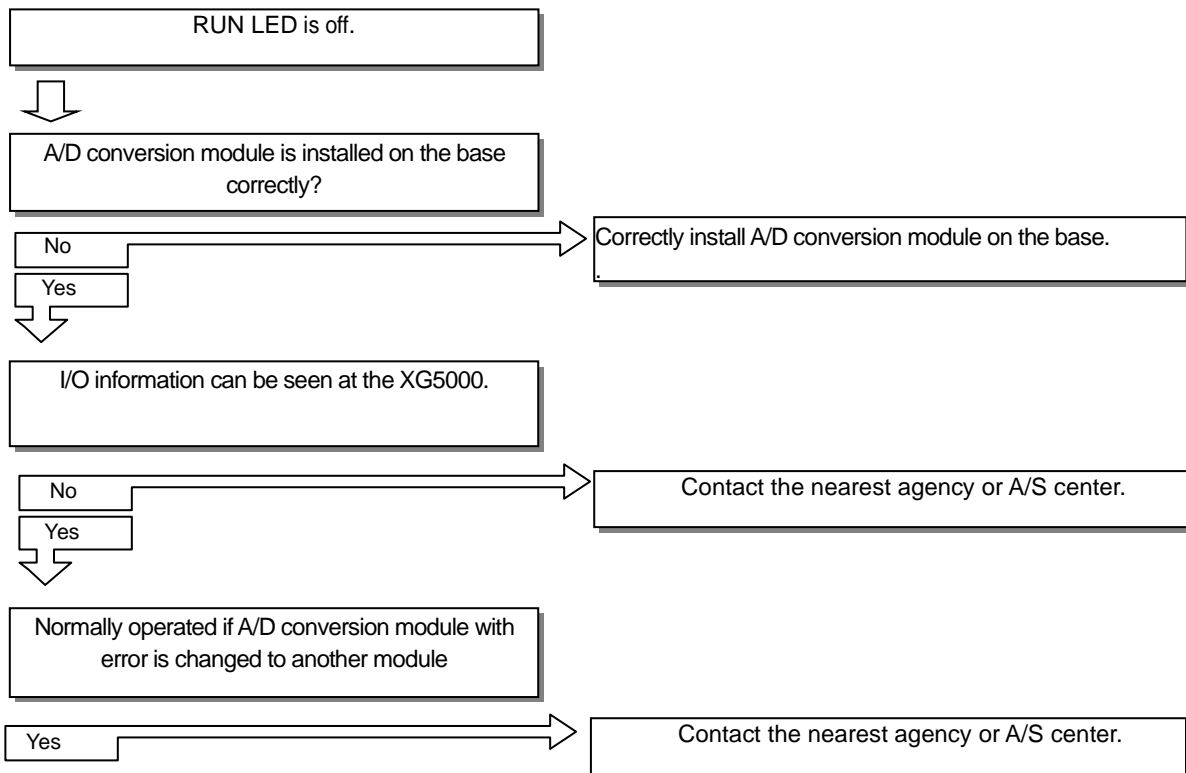 RUN LED is off.
A/D conversion module is installed on the base
correctly?
No
Correctly install A/D conversion module on the base.
.
Yes
I/O information can be seen at the XG5000.
No
Contact the nearest agency or A/S center.
Yes
Normally operated if A/D conversion module with
error is changed to another module
Yes
Contact the nearest agency or A/S center.